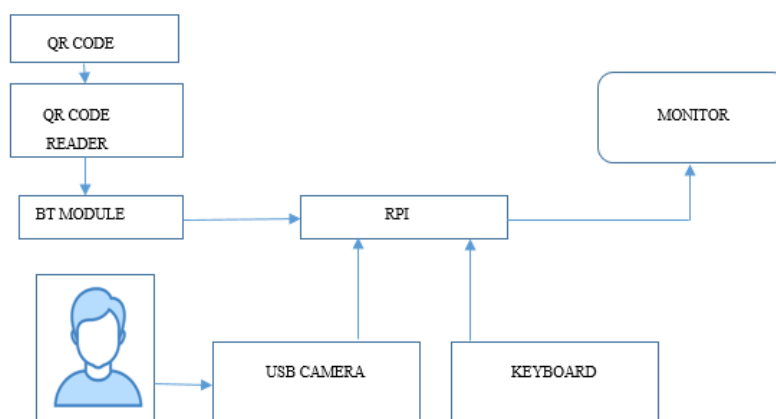 QR CODE
QR CODE
READER
MONITOR
BT MODULE
RPI
USB CAMERA
KEYBOARD